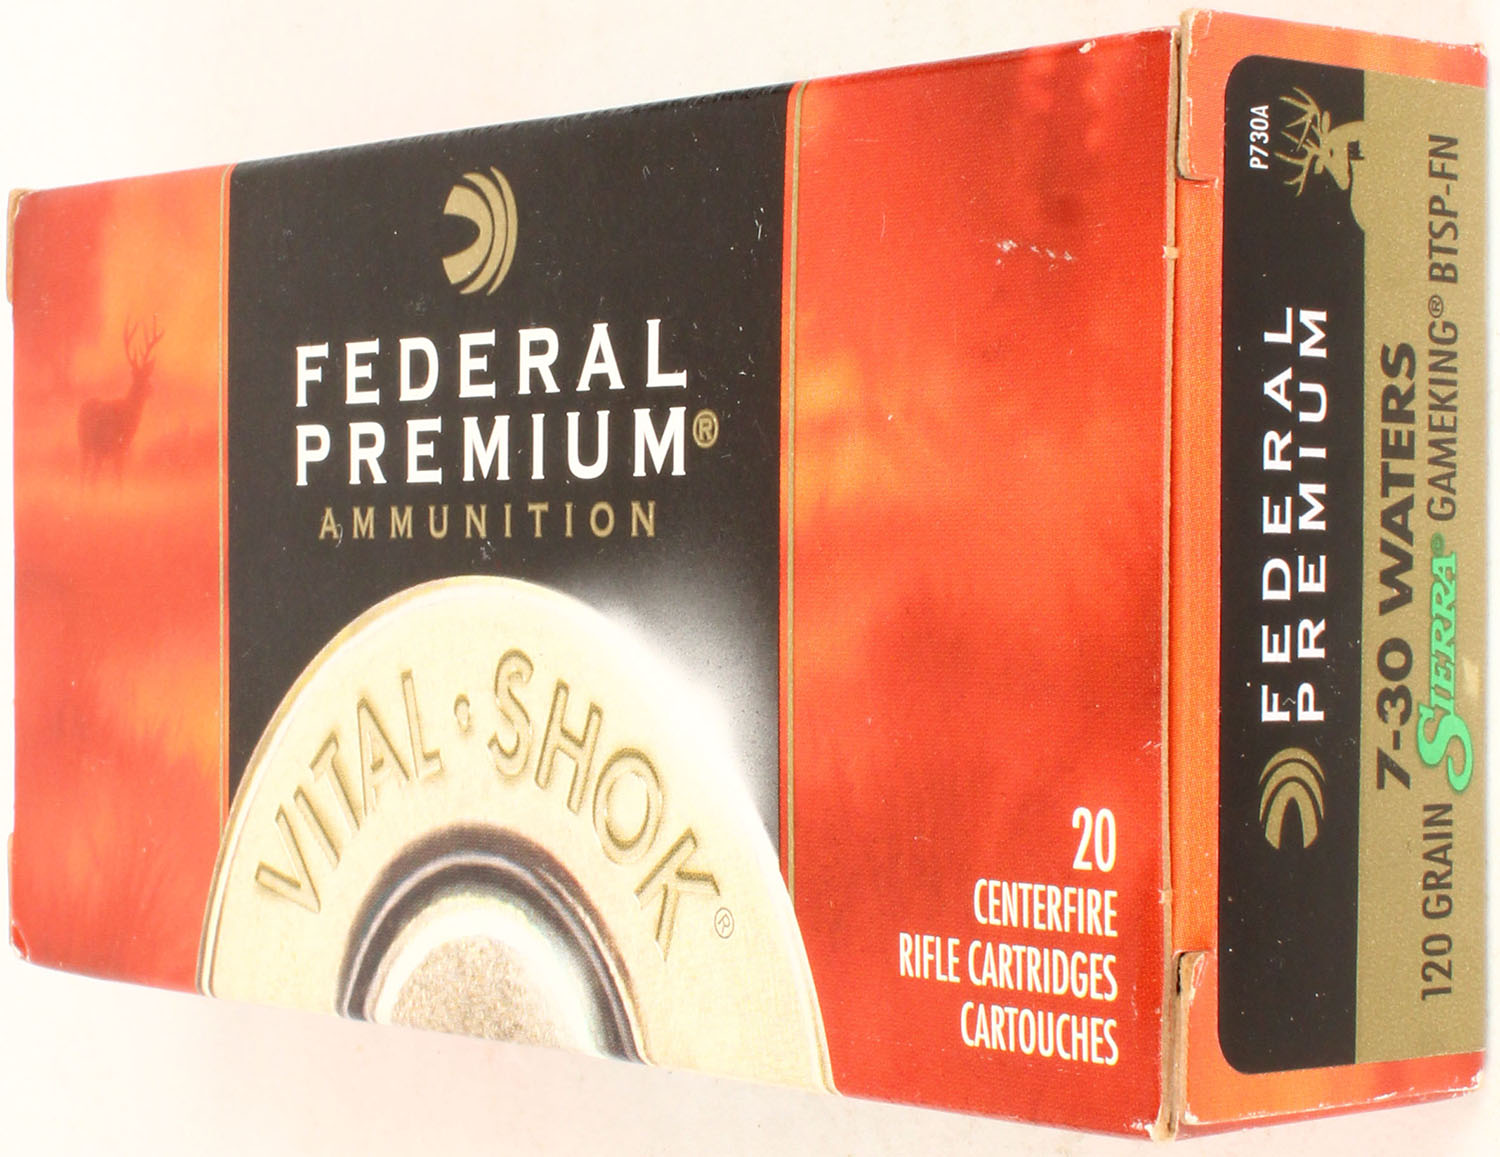 FEDERAL
PREMIUM®
AMMUNITION
VITAL·SHOK®
20
CENTERFIRE
RIFLE CARTRIDGES
CARTOUCHES
P730A
FEDERAL
PREMIUM
7-30 WATERS
120 GRAIN SIERRA® GAMEKING® BTSP-FN